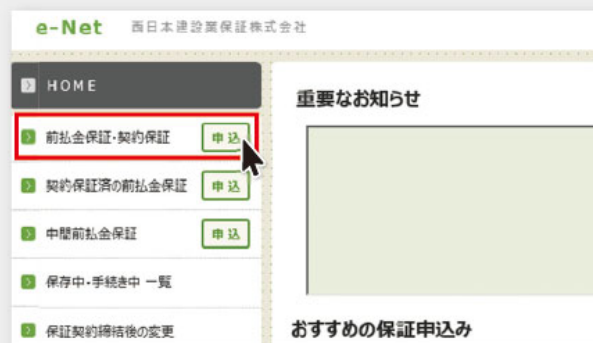 e-Net 西日本建設業保証株式会社
HOME
前払金保証・契約保証 申込
契約保証済の前払金保証 申込
中間前払金保証 申込
保存中・手続き中 一覧
保証契約締結後の変更
重要なお知らせ
おすすめの保証申込み